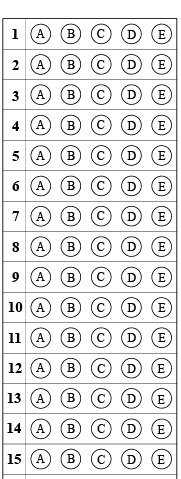 1 A B C D E
2 A B C D E
3 A B C D E
4 A B C D E
5 A B C D E
6 A B C D E
7 A B C D E
8 A B C D E
9 A B C D E
10 A B C D E
11 A B C D E
12 A B C D E
13 A B C D E
14 A B C D E
15 A B C D E